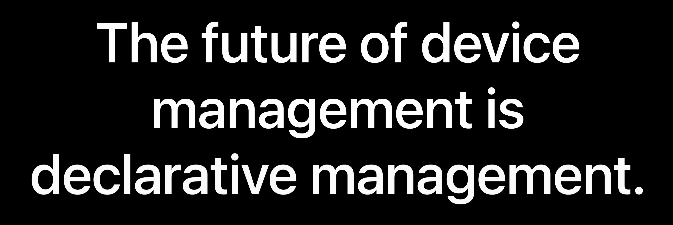 The future of device
management is
declarative management.